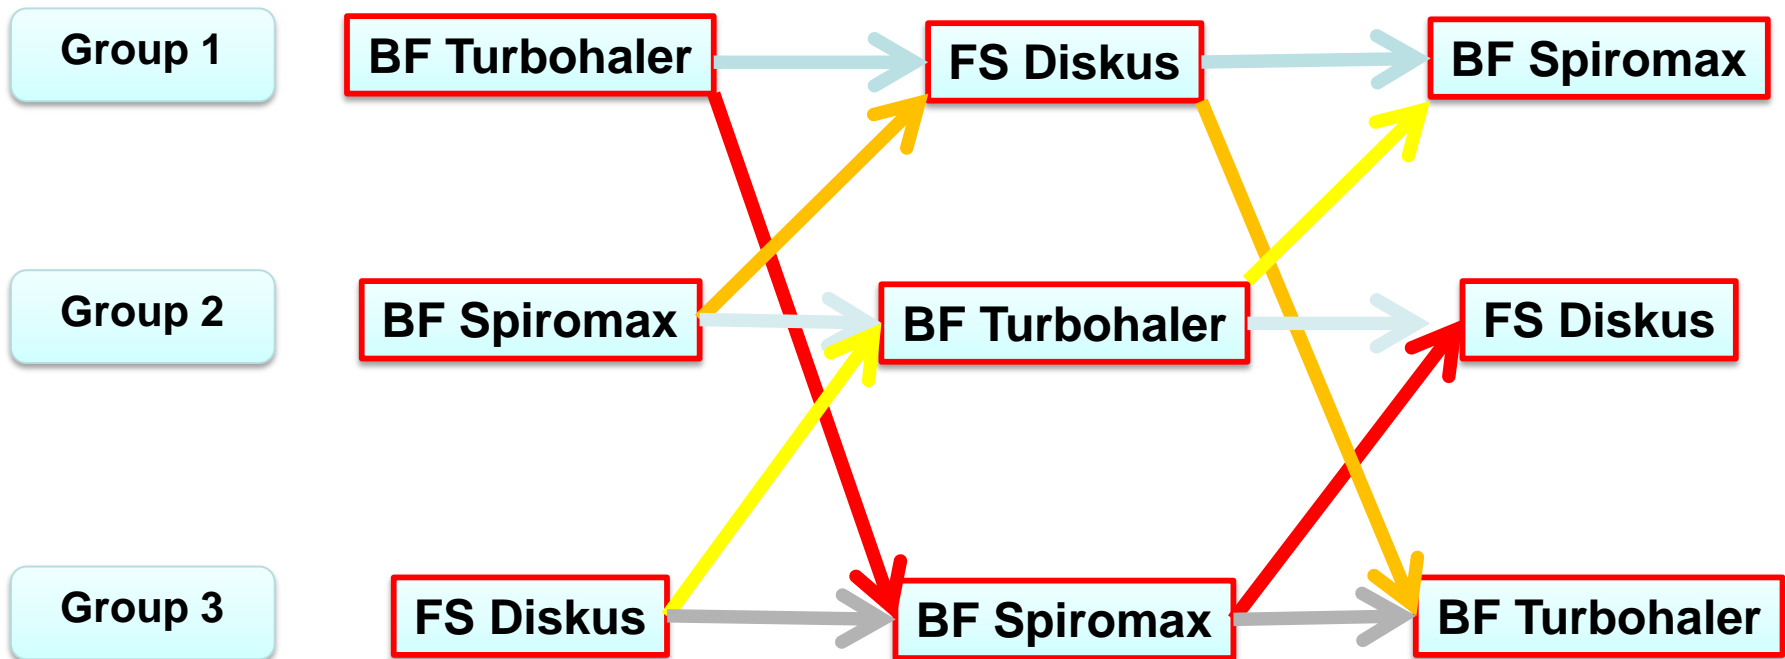 Group 1
BF Turbohaler
FS Diskus
BF Spiromax
Group 2
BF Spiromax
BF Turbohaler
FS Diskus
Group 3
FS Diskus
BF Spiromax
BF Turbohaler